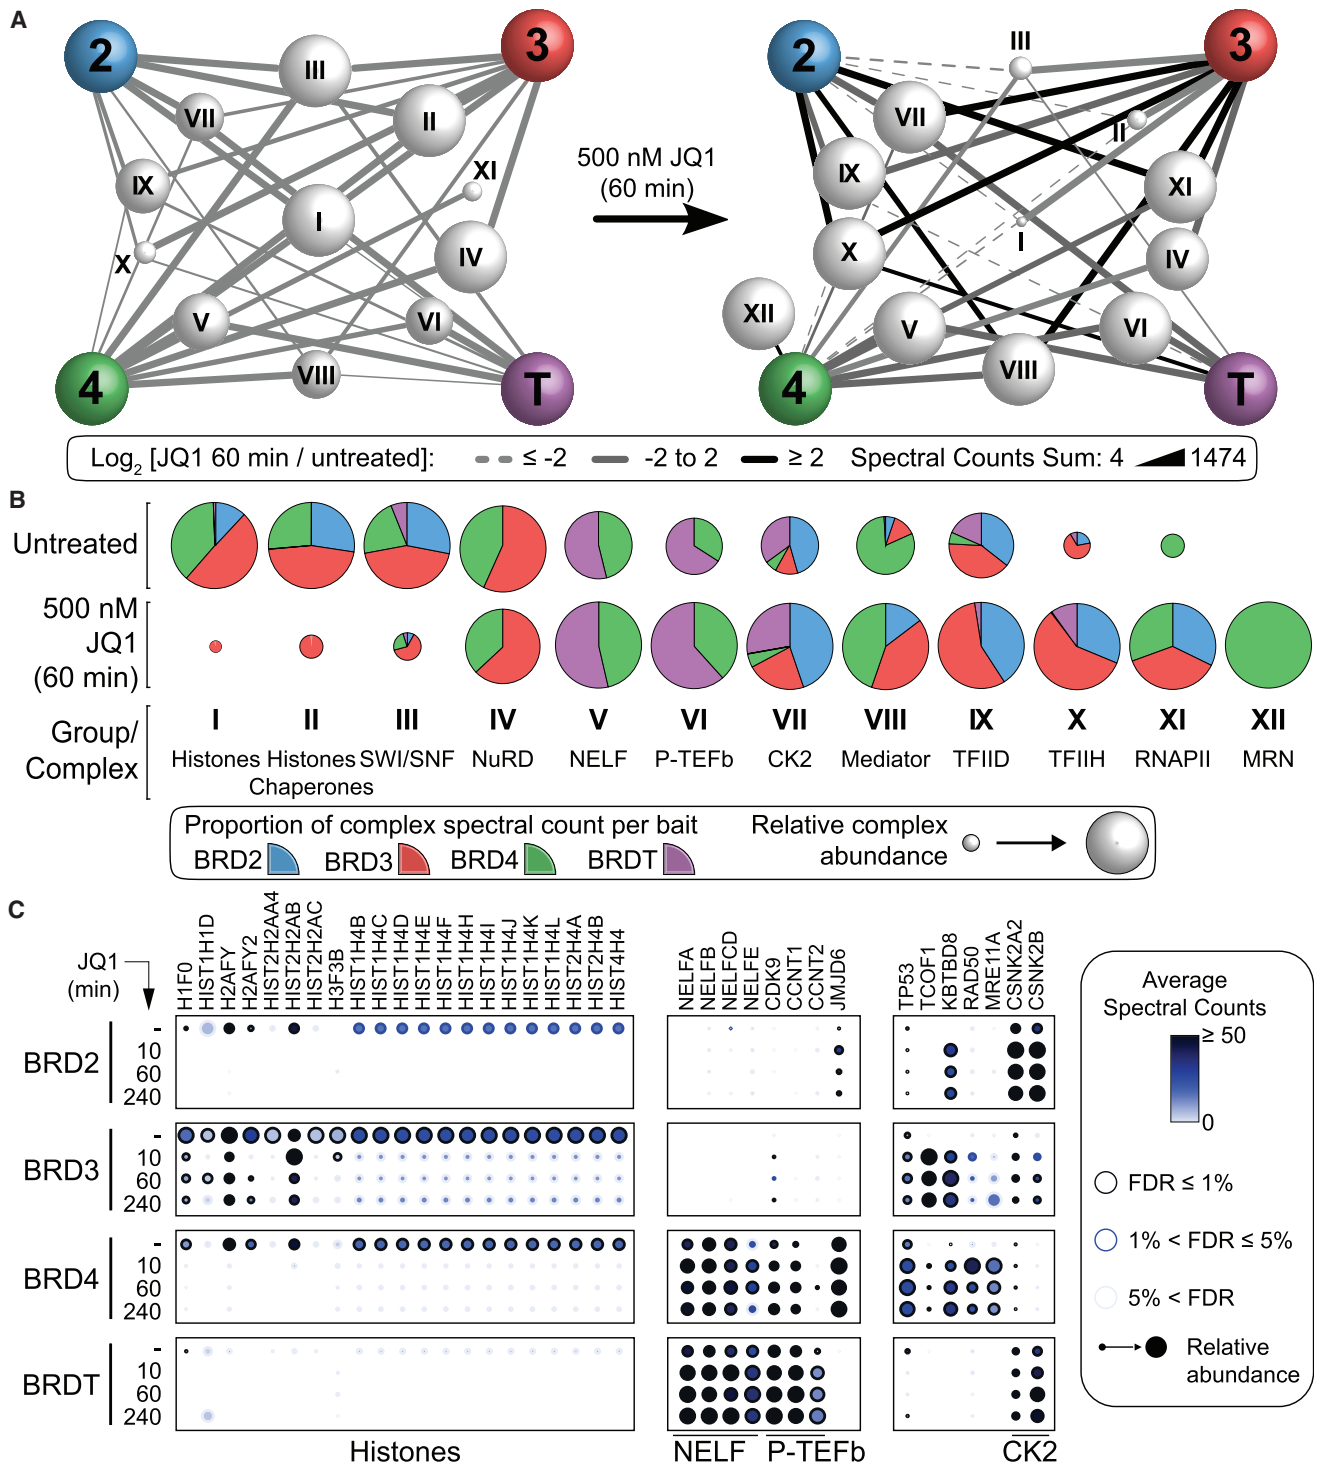 A
2
3
III
VII
II
XI
IX
I
IV
X
V
VI
VIII
4
T
500 nM JQ1
(60 min)
2
3
III
VII
II
IX
XI
I
X
IV
XII
V
VI
VIII
4
T
Log2 [JQ1 60 min / untreated]: ≤ -2 -2 to 2 ≥ 2 Spectral Counts Sum: 4 1474
B
Untreated
500 nM
JQ1
(60 min)
Group/
Complex
I II III IV V VI VII VIII IX X XI XII
Histones Histones SWI/SNF NuRD NELF P-TEFb CK2 Mediator TFIID TFIIH RNAPII MRN
Chaperones
Proportion of complex spectral count per bait
BRD2 BRD3 BRD4 BRDT
Relative complex
abundance
C
JQ1
(min)
H1F0
HIST1H1D
H2AFY
H2AFY2
HIST2H2AA4
HIST2H2AB
HIST2H2AC
H3F3B
HIST1H4B
HIST1H4C
HIST1H4D
HIST1H4E
HIST1H4F
HIST1H4H
HIST1H4I
HIST1H4J
HIST1H4K
HIST1H4L
HIST2H4A
HIST2H4B
HIST4H4
NELFA
NELFB
NELFCD
NELFE
CDK9
CCNT1
CCNT2
JMJD6
TP53
TCOF1
KBTBD8
RAD50
MRE11A
CSNK2A2
CSNK2B
BRD2
-
10
60
240
BRD3
-
10
60
240
BRD4
-
10
60
240
BRDT
-
10
60
240
Histones
NELF
P-TEFb
CK2
Average
Spectral Counts
≥ 50
0
FDR ≤ 1%
1% < FDR ≤ 5%
5% < FDR
Relative
abundance